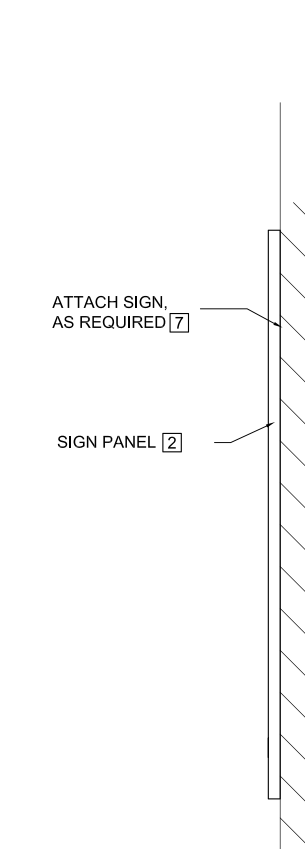 ATTACH SIGN,
AS REQUIRED 7
SIGN PANEL 2